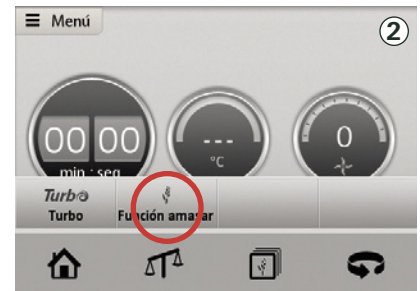 Menú
2
00 00
min : seg
---
°C
0
Turbo
Turbo
Función amasar